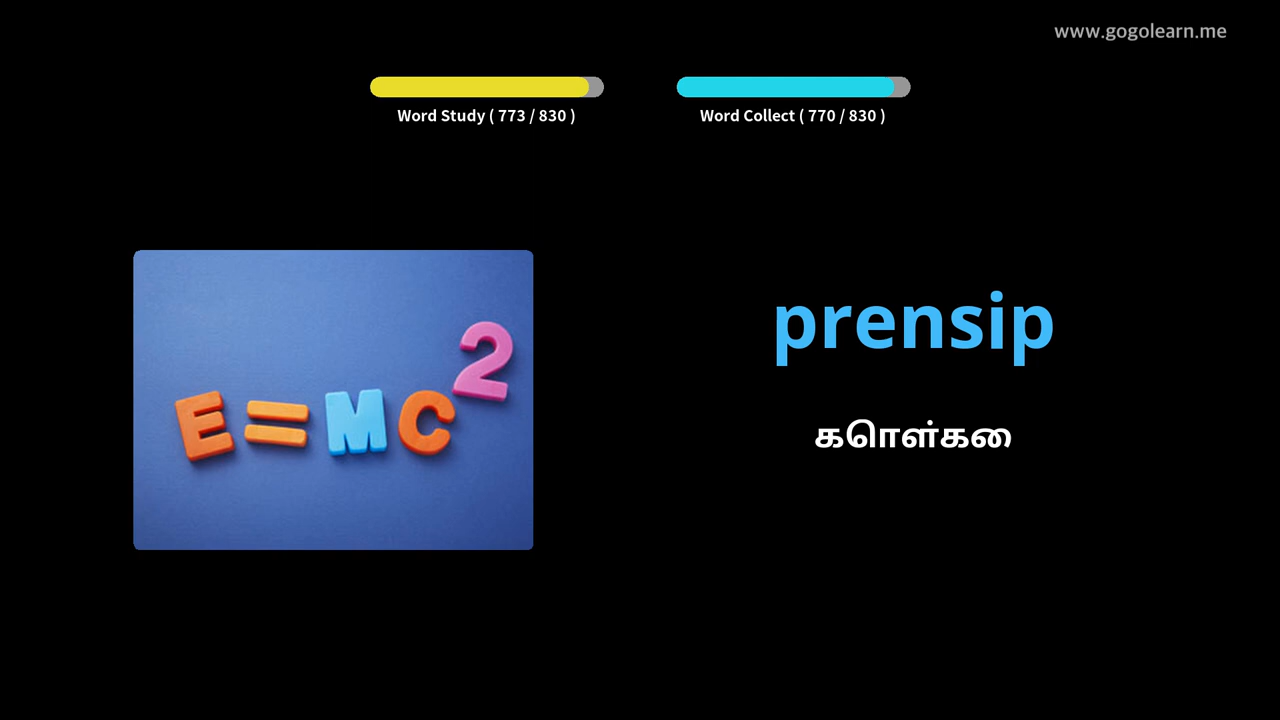 www.gogolearn.me
Word Study ( 773 / 830 )
Word Collect ( 770 / 830 )
E=MC2
prensip
கொள்கை